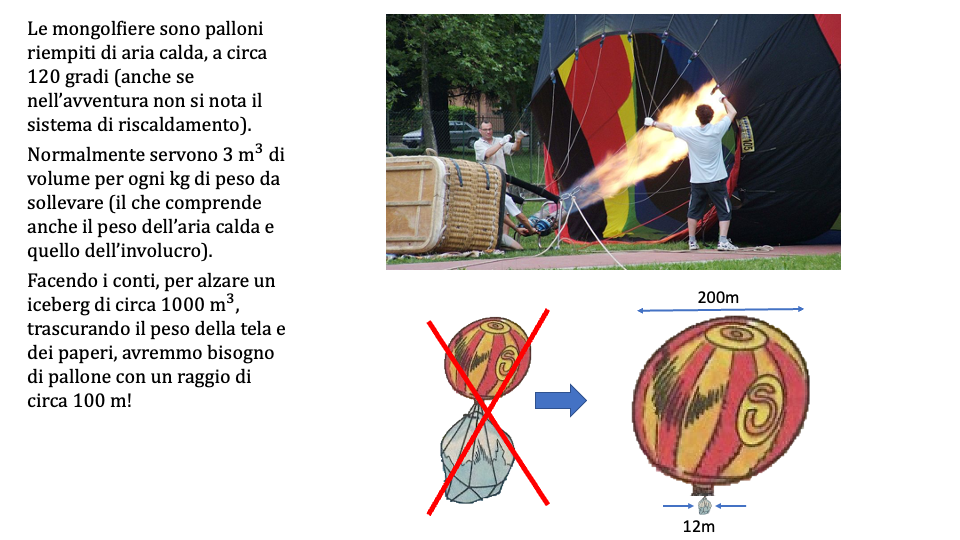 Le mongolfiere sono palloni
riempiti di aria calda, a circa
120 gradi (anche se
nell’avventura non si nota il
sistema di riscaldamento).
Normalmente servono 3 m³ di
volume per ogni kg di peso da
sollevare (il che comprende
anche il peso dell’aria calda e
quello dell’involucro).
Facendo i conti, per alzare un
iceberg di circa 1000 m³,
trascurando il peso della tela e
dei paperi, avremmo bisogno
di pallone con un raggio di
circa 100 m!
200m
S
S
12m